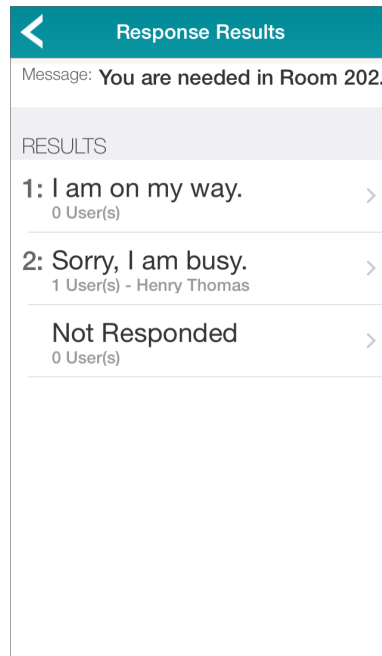 Response Results
Message: You are needed in Room 202.
RESULTS
1: I am on my way.
0 User(s)
2: Sorry, I am busy.
1 User(s) - Henry Thomas
Not Responded
0 User(s)